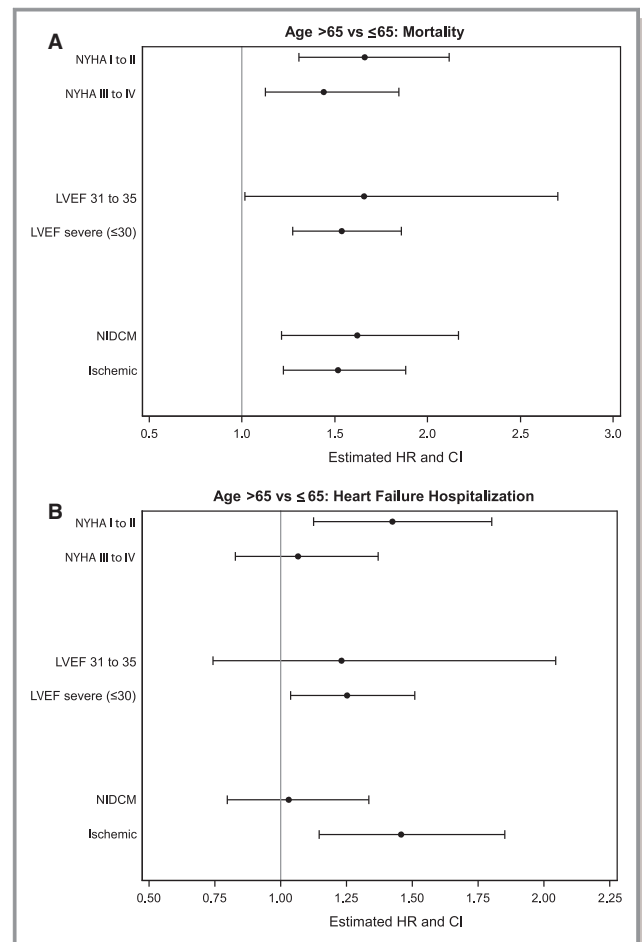 A
Age >65 vs ≤65: Mortality
NYHA I to II
NYHA III to IV
LVEF 31 to 35
LVEF severe (≤30)
NIDCM
Ischemic
0.5 1.0 1.5 2.0 2.5 3.0
Estimated HR and CI
B
Age >65 vs ≤ 65: Heart Failure Hospitalization
NYHA I to II
NYHA III to IV
LVEF 31 to 35
LVEF severe (≤30)
NIDCM
Ischemic
0.50 0.75 1.00 1.25 1.50 1.75 2.00 2.25
Estimated HR and CI